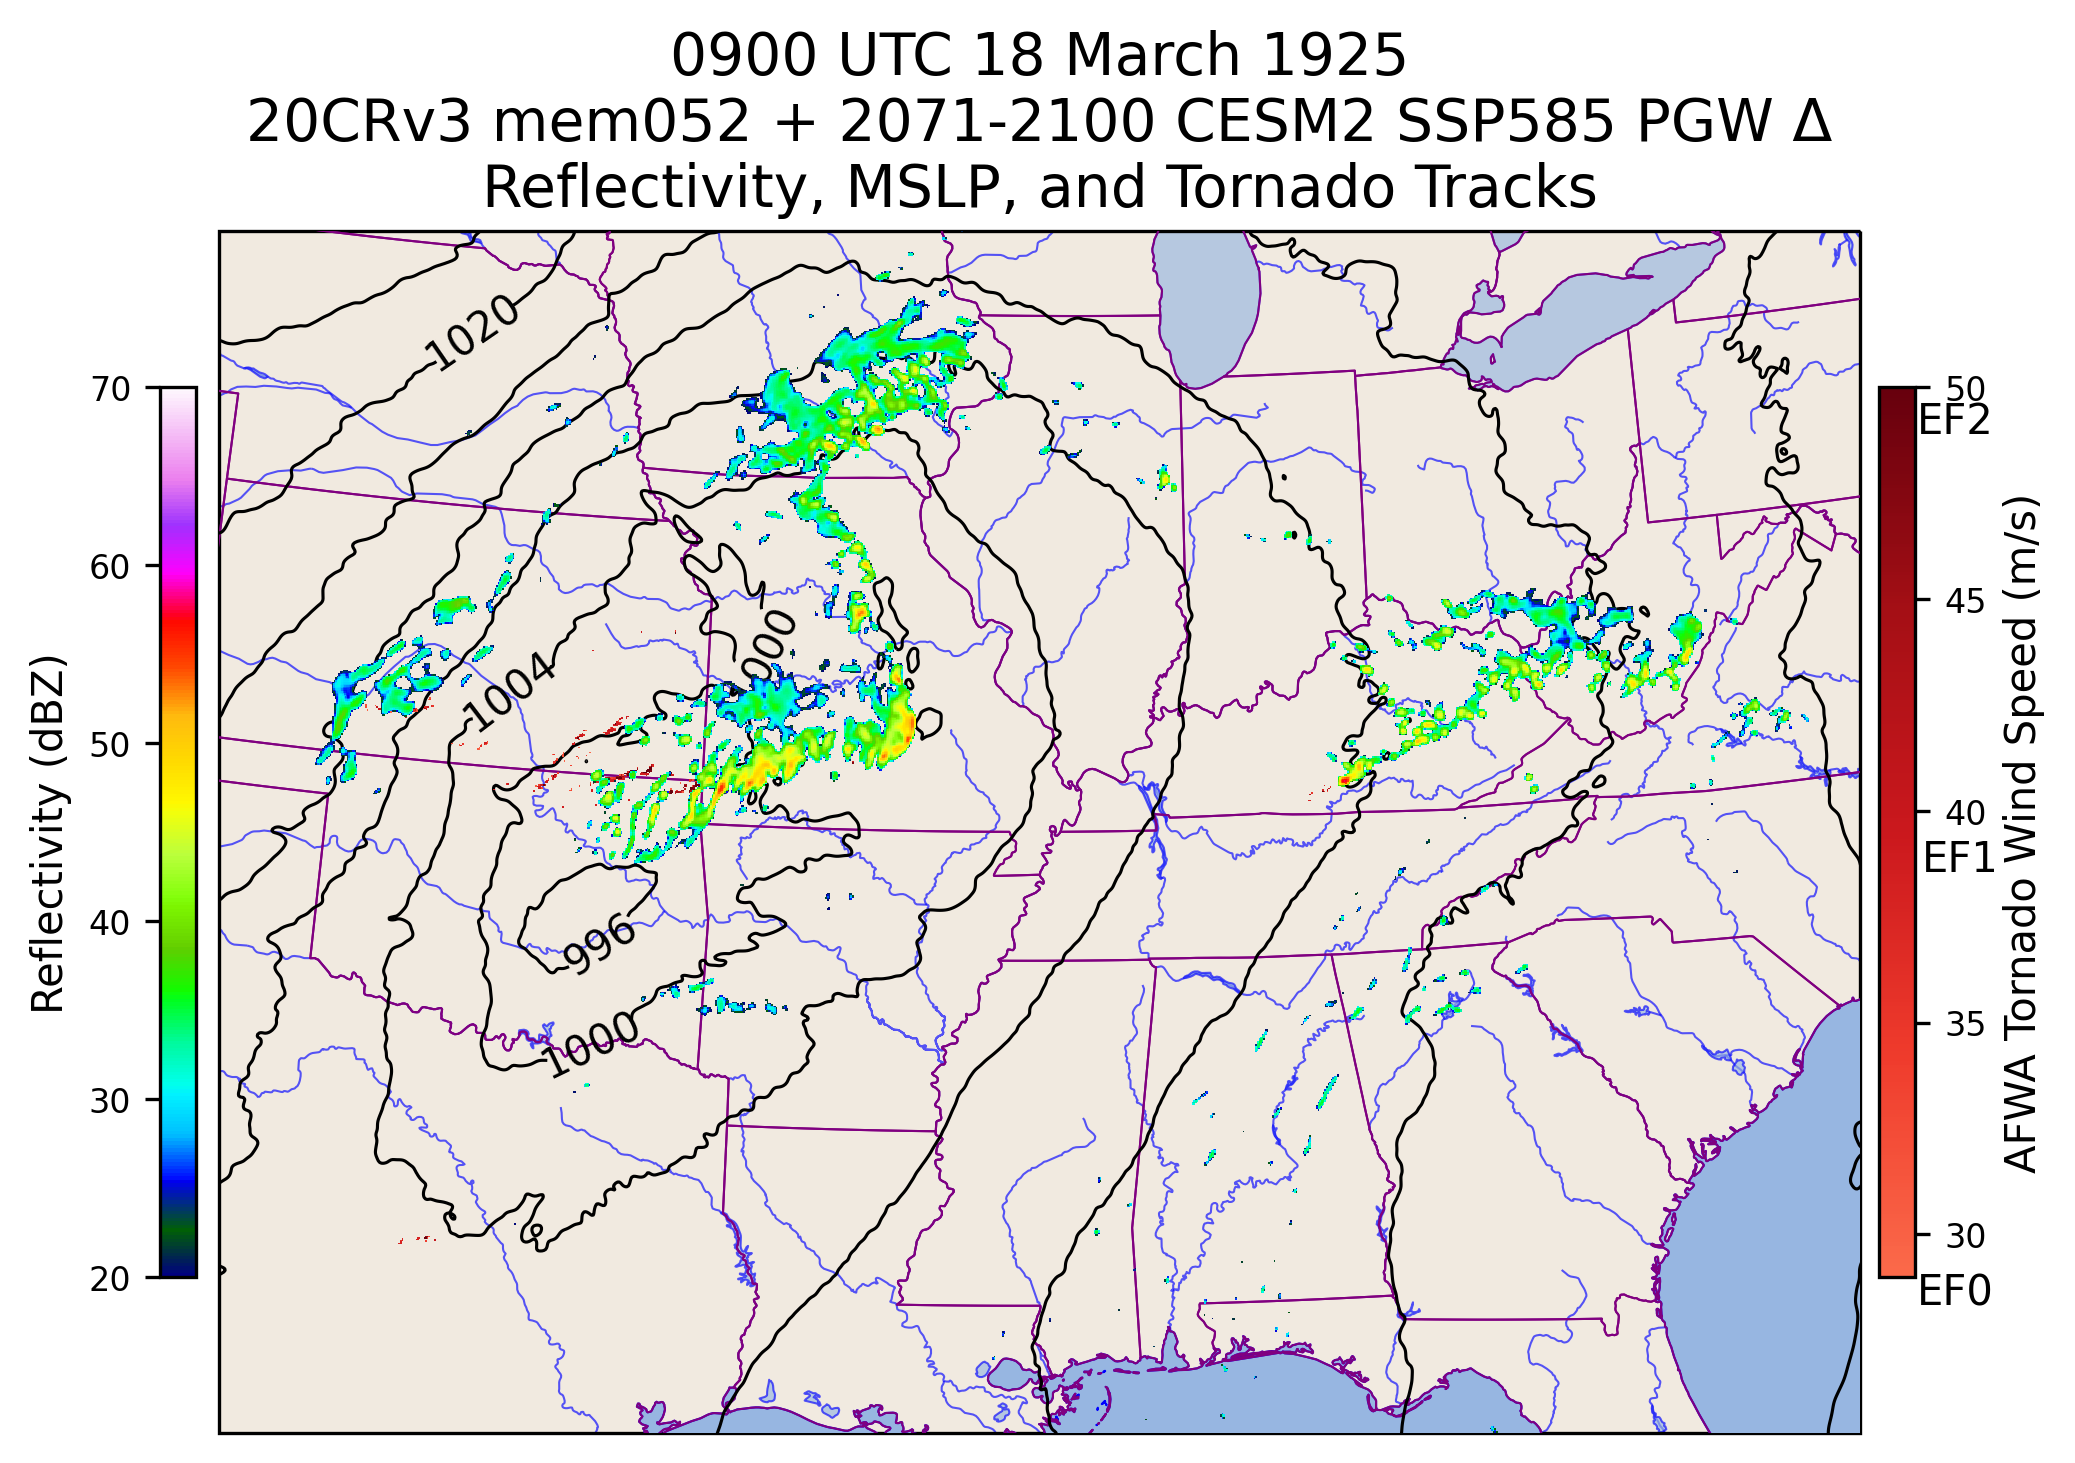 0900 UTC 18 March 1925
20CRv3 mem052 + 2071-2100 CESM2 SSP585 PGW Δ
Reflectivity, MSLP, and Tornado Tracks
70
60
50
40
30
20
Reflectivity (dBZ)
1020
1004
1000
996
1000
50
EF2
45
40
EF1
35
30
EF0
AFWA Tornado Wind Speed (m/s)